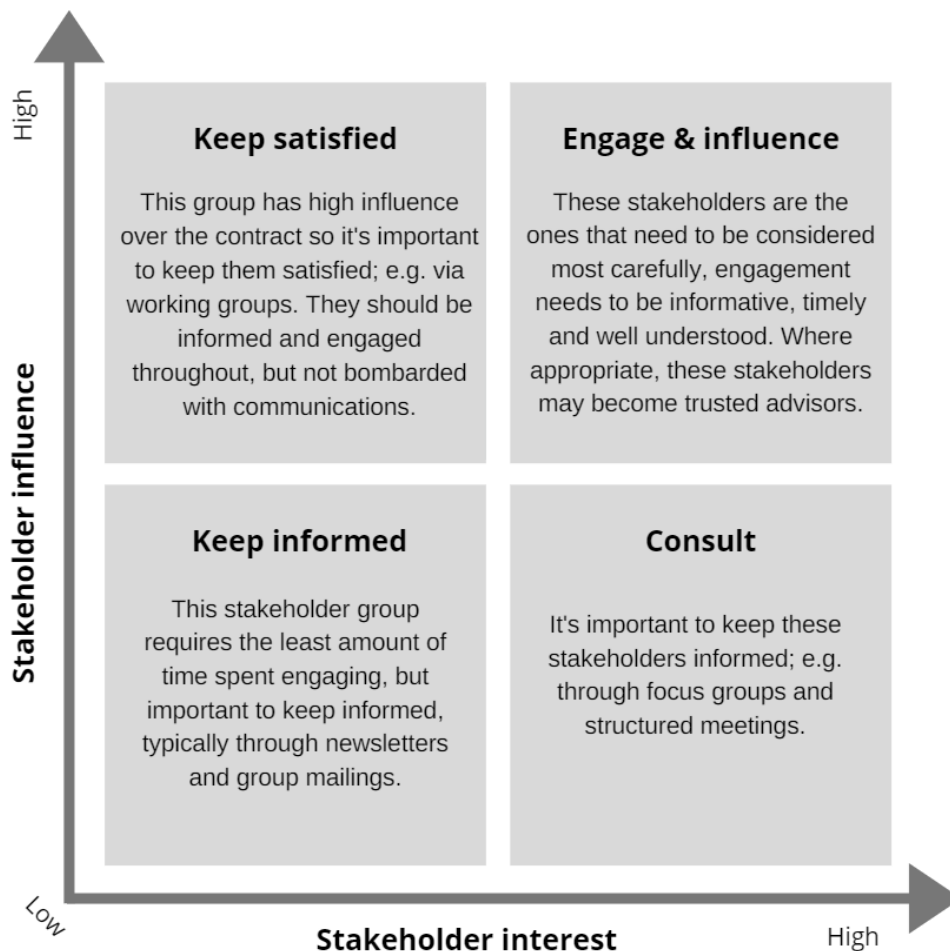 High
Keep satisfied
This group has high influence
over the contract so it's important
to keep them satisfied; e.g. via
working groups. They should be
informed and engaged
throughout, but not bombarded
with communications.
Engage & influence
These stakeholders are the
ones that need to be considered
most carefully, engagement
needs to be informative, timely
and well understood. Where
appropriate, these stakeholders
may become trusted advisors.
Stakeholder influence
Keep informed
This stakeholder group
requires the least amount of
time spent engaging, but
important to keep informed,
typically through newsletters
and group mailings.
Consult
It's important to keep these
stakeholders informed; e.g.
through focus groups and
structured meetings.
Low
Stakeholder interest
High